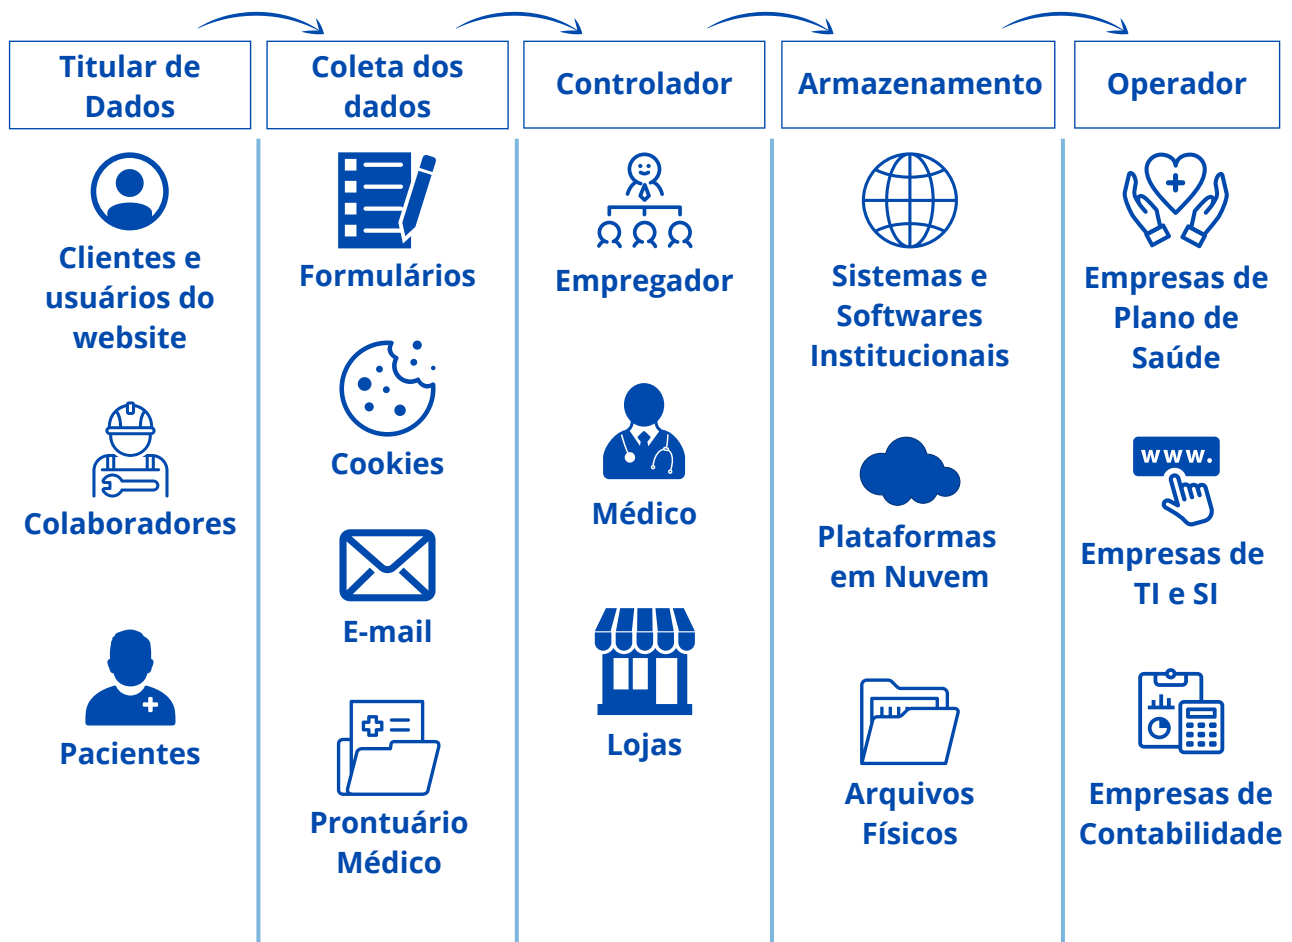 Titular de
Dados
Coleta dos
dados
Controlador
Armazenamento
Operador
Clientes e
usuários do
website
Colaboradores
Pacientes
Formulários
Cookies
E-mail
Prontuário
Médico
Empregador
Médico
Lojas
Sistemas e
Softwares
Institucionais
Plataformas
em Nuvem
Arquivos
Físicos
Empresas de
Plano de
Saúde
www.
Empresas de
TI e SI
Empresas de
Contabilidade